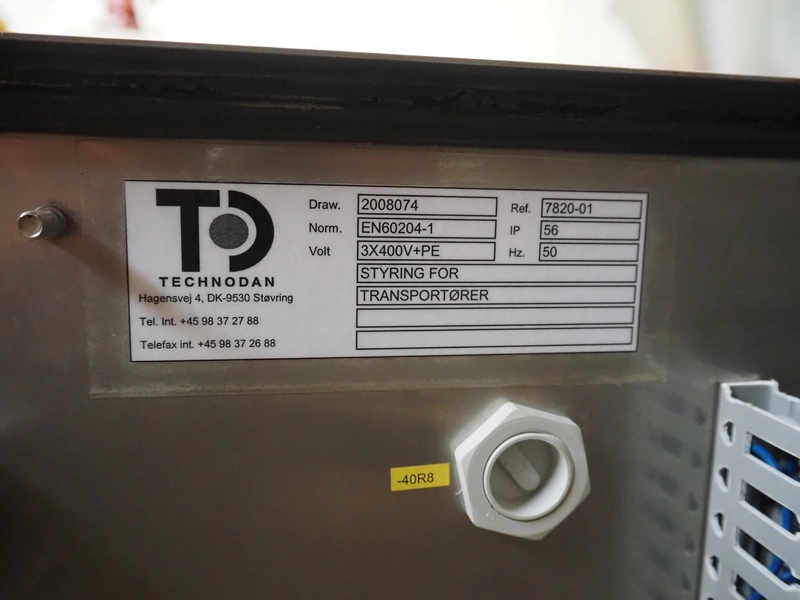 TD
TECHNODAN
Hagensvej 4, DK-9530 Støvring
Tel. Int. +45 98 37 27 88
Telefax int. +45 98 37 26 88
Draw. 2008074 Ref. 7820-01
Norm. EN60204-1 IP 56
Volt 3X400V+PE Hz. 50
STYRING FOR
TRANSPORTØRER
-40R8